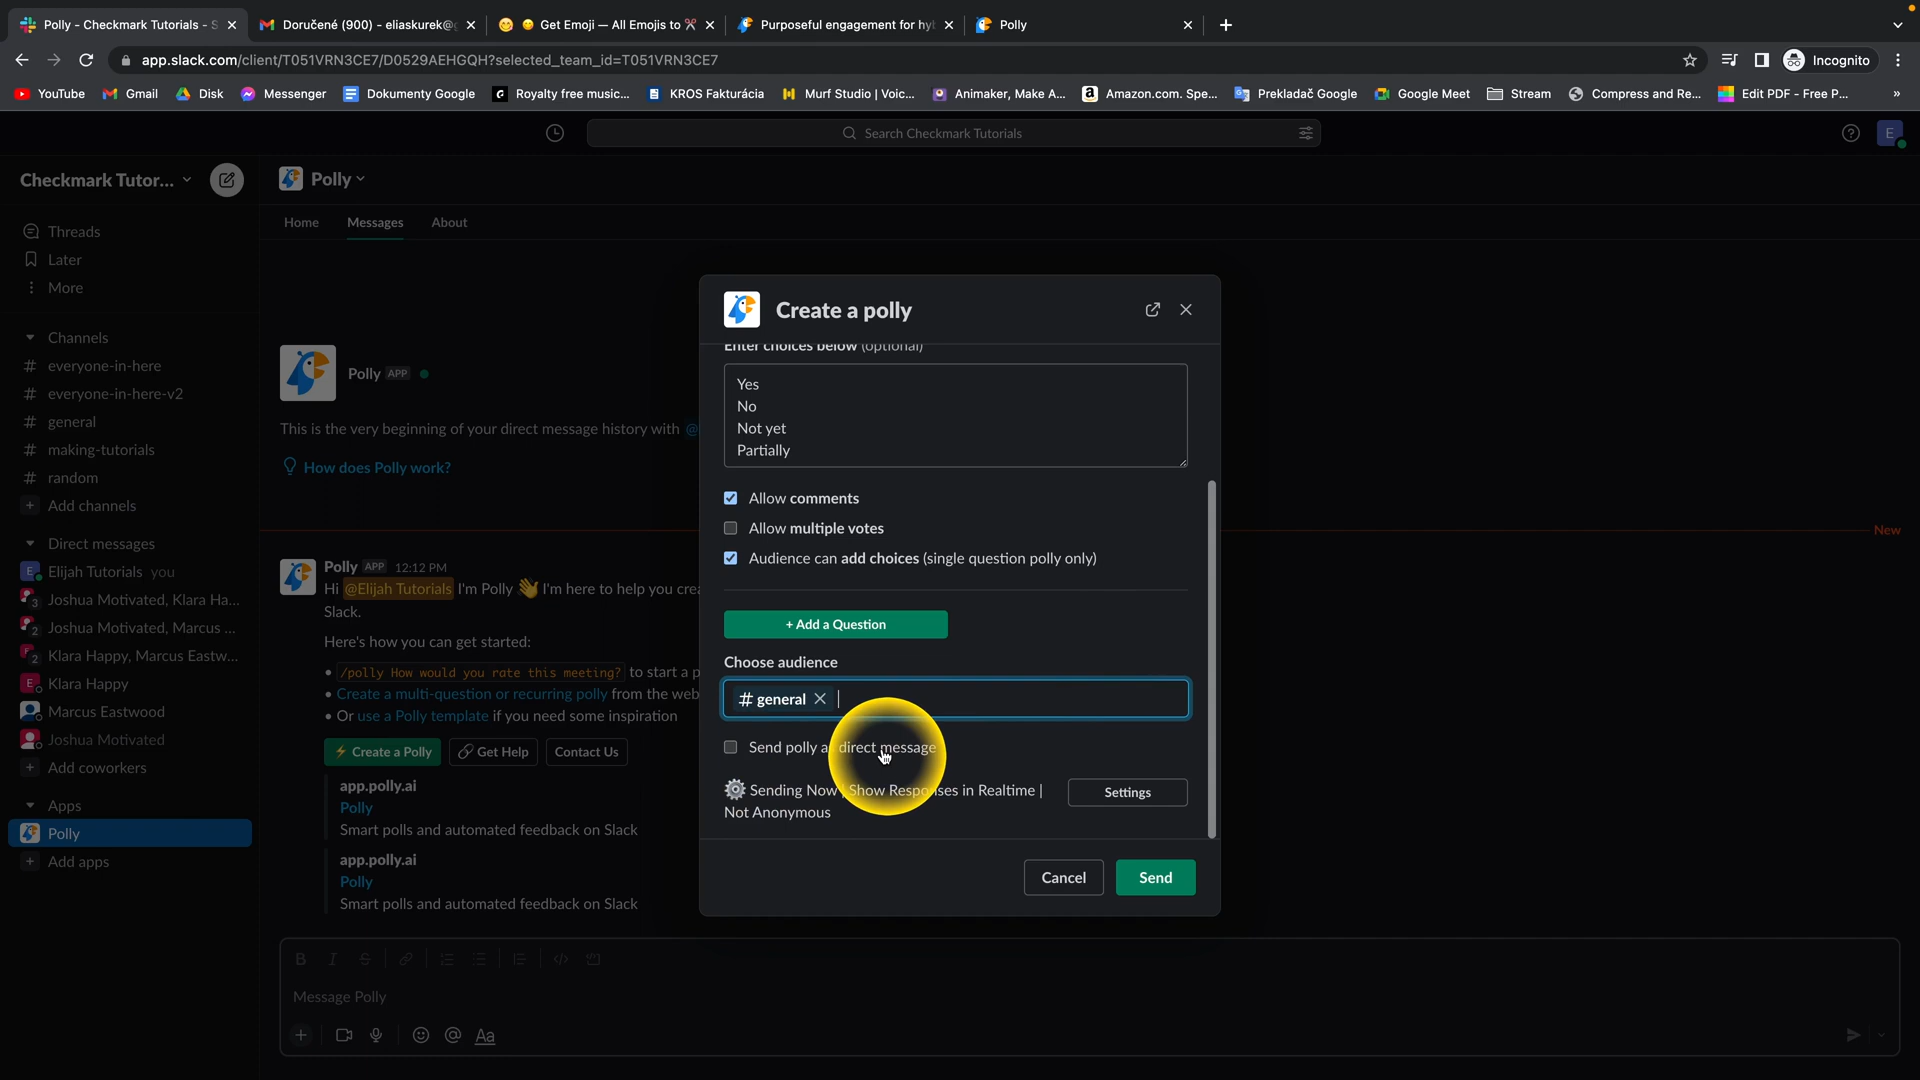 Polly - Checkmark Tutorials - S
Doručené (900) - eliaskurek@g
Get Emoji — All Emojis to
Purposeful engagement for hyb
Polly
app.slack.com/client/T051VRN3CE7/D0529AEHGQH?selected_team_id=T051VRN3CE7
Incognito
YouTube
Gmail
Disk
Messenger
Dokumenty Google
Royalty free music...
KROS Fakturácia
Murf Studio | Voic...
Animaker, Make A...
Amazon.com. Spe...
Prekladač Google
Google Meet
Stream
Compress and Re...
Edit PDF - Free P...
»
Search Checkmark Tutorials
E
Checkmark Tutor...
Polly
Threads
Later
More
Home
Messages
About
Channels
# everyone-in-here
# everyone-in-here-v2
# general
# making-tutorials
# random
+ Add channels
Direct messages
Elijah Tutorials you
3 Joshua Motivated, Klara Ha...
2 Joshua Motivated, Marcus ...
2 Klara Happy, Marcus Eastw...
Klara Happy
Marcus Eastwood
Joshua Motivated
+ Add coworkers
Apps
Polly
+ Add apps
Polly APP
This is the very beginning of your direct message history with @
How does Polly work?
New
Polly APP 12:12 PM
Hi @Elijah Tutorials I'm Polly 👋 I'm here to help you crea
Slack.
Here's how you can get started:
• /polly How would you rate this meeting? to start a p
• Create a multi-question or recurring polly from the web
• Or use a Polly template if you need some inspiration
⚡ Create a Polly
Get Help
Contact Us
app.polly.ai
Polly
Smart polls and automated feedback on Slack
app.polly.ai
Polly
Smart polls and automated feedback on Slack
Create a polly
Enter choices below (optional)
Yes
No
Not yet
Partially
Allow comments
Allow multiple votes
Audience can add choices (single question polly only)
+ Add a Question
Choose audience
# general
Send polly as direct message
Sending Now | Show Responses in Realtime |
Not Anonymous
Settings
Cancel
Send
B I S
Message Polly
+
@
Aa